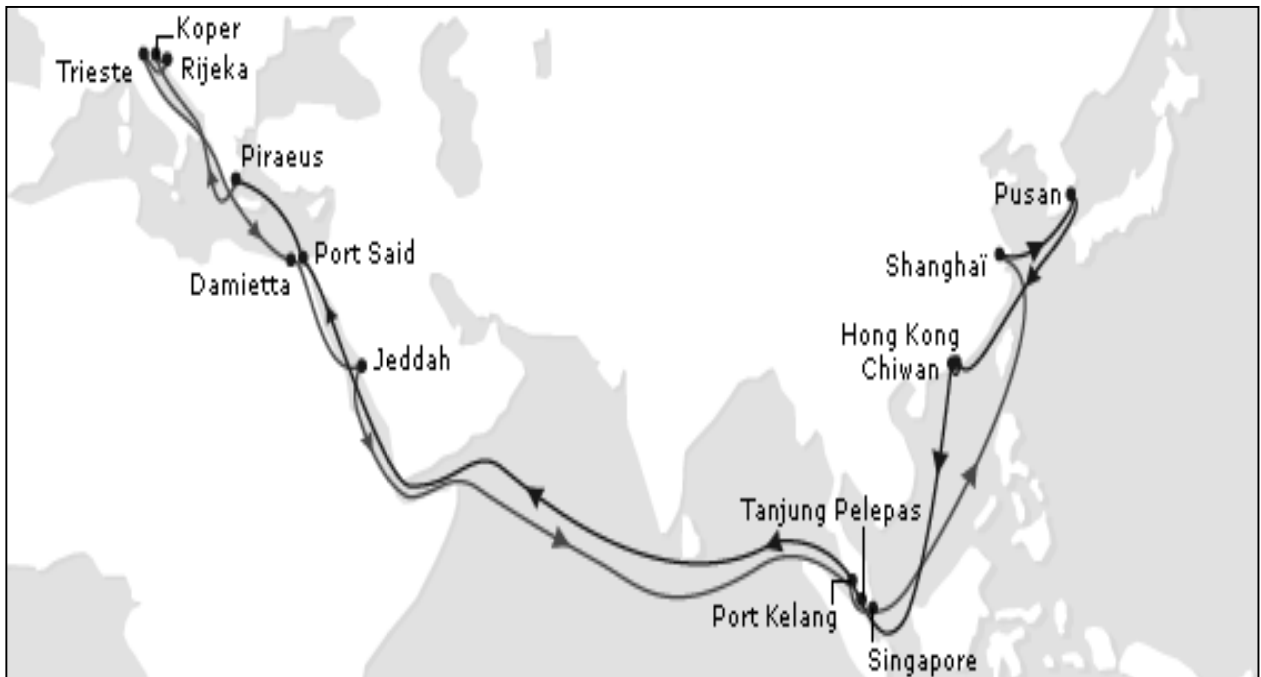 Koper
Trieste
Rijeka
Piraeus
Pusan
Port Said
Shanghaï
Damietta
Hong Kong
Jeddah
Chiwan
Tanjung Pelepas
Port Kelang
Singapore